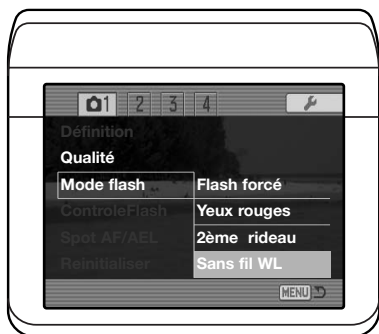 1 2 3 4
Définition
Qualité
Mode flash Flash forcé
ControleFlash Yeux rouges
Spot AF/AEL 2ème rideau
Reinitialiser Sans fil WL
MENU